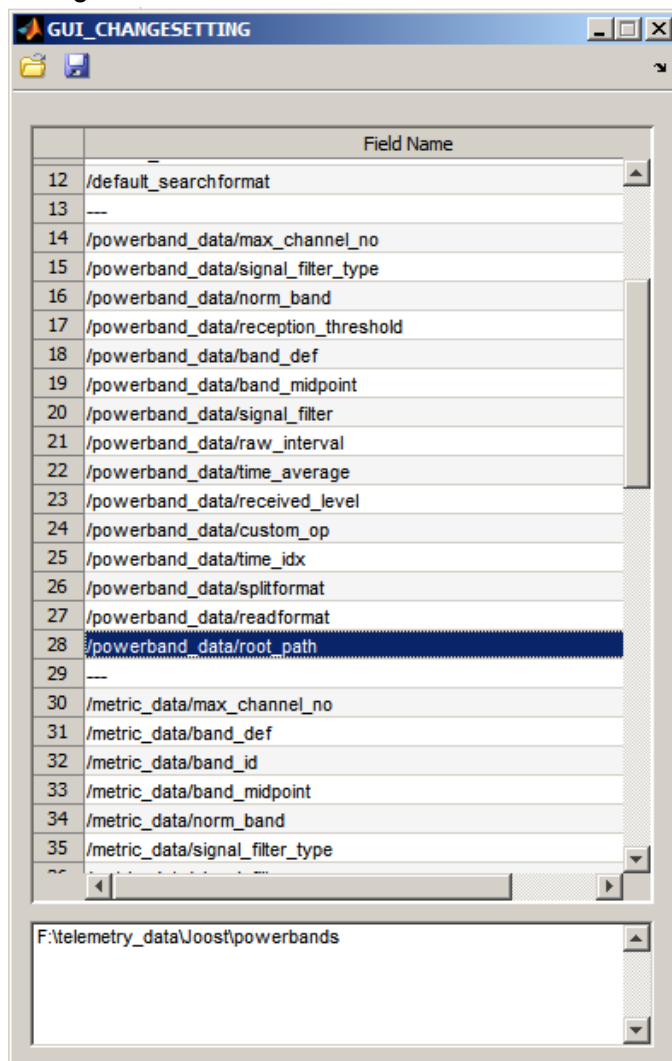 GUI_CHANGESETTING
Field Name
12 /default_searchformat
13 ---
14 /powerband_data/max_channel_no
15 /powerband_data/signal_filter_type
16 /powerband_data/norm_band
17 /powerband_data/reception_threshold
18 /powerband_data/band_def
19 /powerband_data/band_midpoint
20 /powerband_data/signal_filter
21 /powerband_data/raw_interval
22 /powerband_data/time_average
23 /powerband_data/received_level
24 /powerband_data/custom_op
25 /powerband_data/time_idx
26 /powerband_data/splitformat
27 /powerband_data/readformat
28 /powerband_data/root_path
29 ---
30 /metric_data/max_channel_no
31 /metric_data/band_def
32 /metric_data/band_id
33 /metric_data/band_midpoint
34 /metric_data/norm_band
35 /metric_data/signal_filter_type
F:\telemetry_data\Joost\powerbands